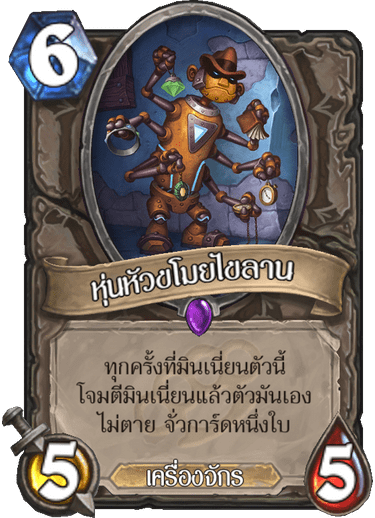 6
หุ่นหัวขโมยไขลาน
ทุกครั้งที่มินเนี่ยนตัวนี้
โจมตีมินเนี่ยนแล้วตัวมันเอง
ไม่ตาย จั่วการ์ดหนึ่งใบ
5
เครื่องจักร
5